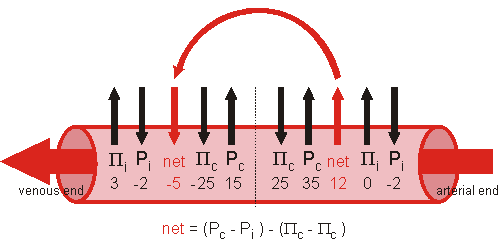 Πi Pi net Πc Pc Πc Pc net Πi Pi
3 -2 -5 -25 15 25 35 12 0 -2
venous end arterial end
net = (Pc - Pi ) - (Πc - Πc )